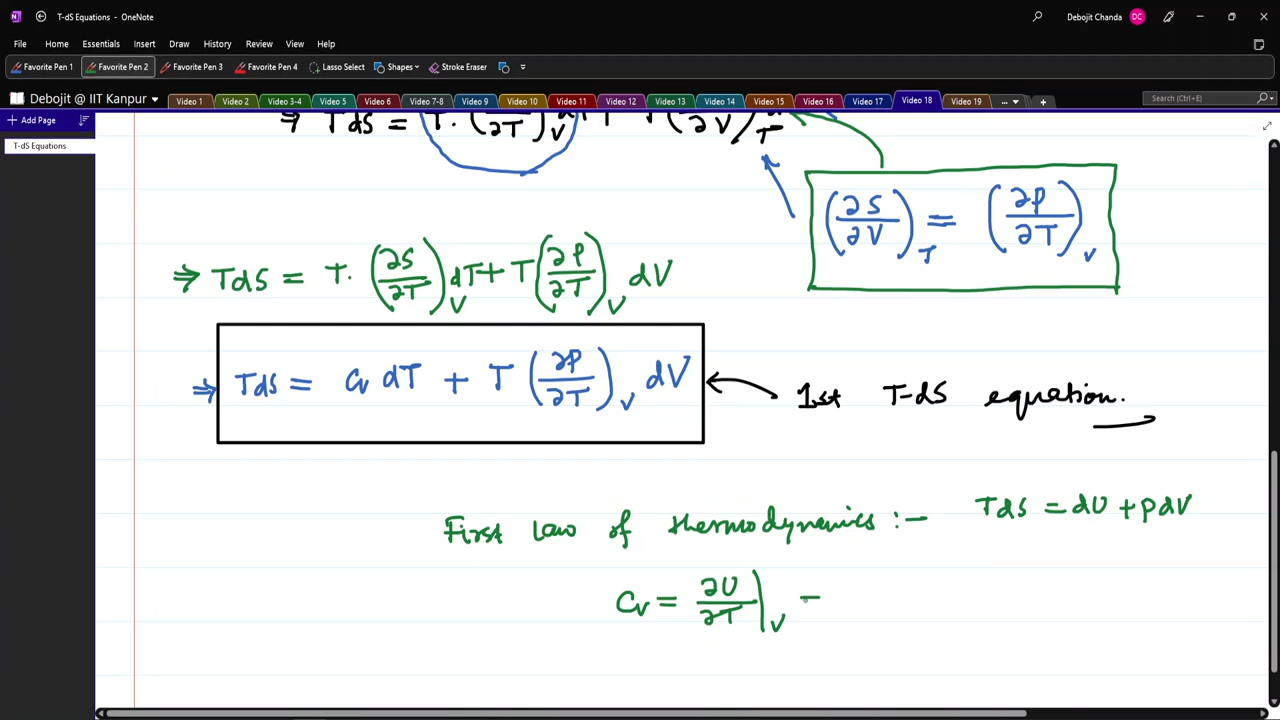 T-dS Equations - OneNote
Debojit Chanda DC
File Home Essentials Insert Draw History Review View Help
Favorite Pen 1 Favorite Pen 2 Favorite Pen 3 Favorite Pen 4 Lasso Select Shapes Stroke Eraser
Debojit @ IIT Kanpur Video 1 Video 2 Video 3-4 Video 5 Video 6 Video 7-8 Video 9 Video 10 Video 11 Video 12 Video 13 Video 14 Video 15 Video 16 Video 17 Video 18 Video 19 ... + Search (Ctrl+E)
+ Add Page
T-dS Equations
(∂S/∂V)_T = (∂P/∂T)_V
⇒ TdS = T. (∂S/∂T)_V dT + T (∂P/∂T)_V dV
⇒ TdS = Cv dT + T (∂P/∂T)_V dV
1st T-dS equation.
First law of thermodynamics :- TdS = dU + PdV
Cv = ∂U/∂T |_V